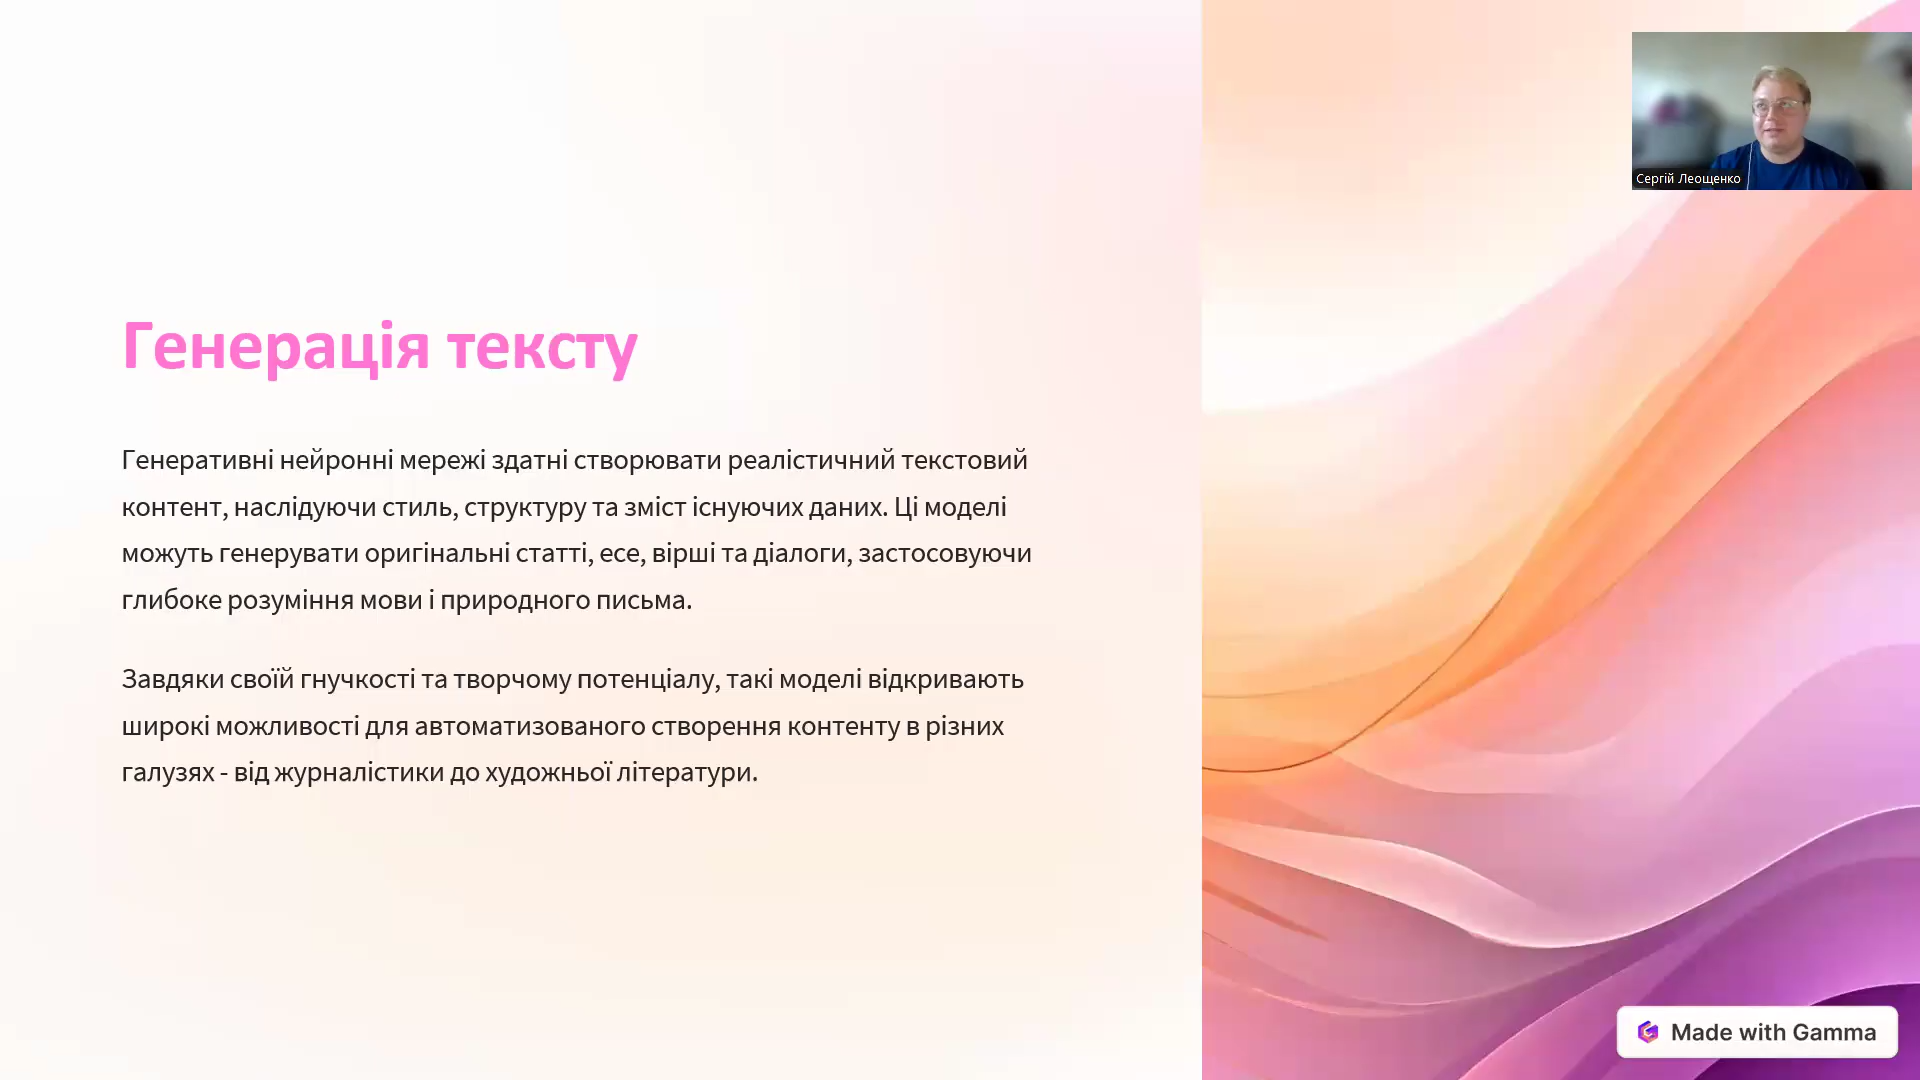 Сергій Леощенко
Генерація тексту
Генеративні нейронні мережі здатні створювати реалістичний текстовий
контент, наслідуючи стиль, структуру та зміст існуючих даних. Ці моделі
можуть генерувати оригінальні статті, есе, вірші та діалоги, застосовуючи
глибоке розуміння мови і природного письма.
Завдяки своїй гнучкості та творчому потенціалу, такі моделі відкривають
широкі можливості для автоматизованого створення контенту в різних
галузях - від журналістики до художньої літератури.
Made with Gamma